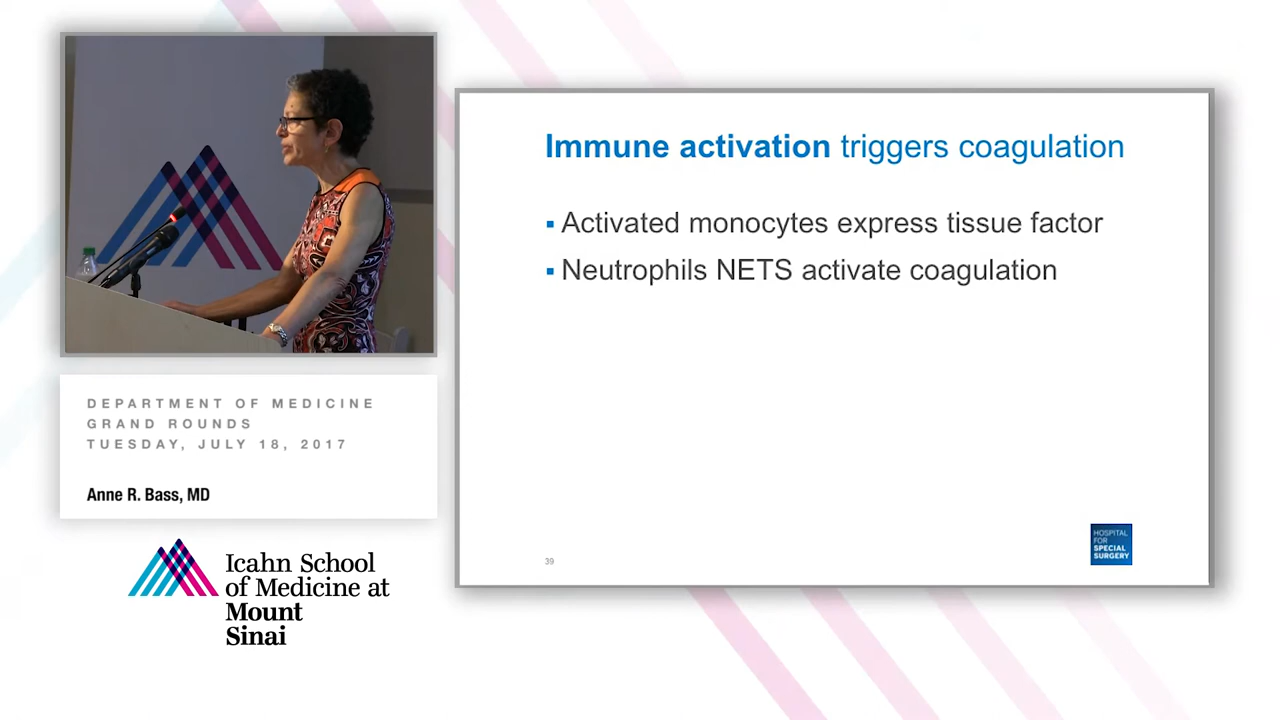 Immune activation triggers coagulation
▪ Activated monocytes express tissue factor
▪ Neutrophils NETS activate coagulation
39
HOSPITAL
FOR
SPECIAL
SURGERY
DEPARTMENT OF MEDICINE
GRAND ROUNDS
TUESDAY, JULY 18, 2017
Anne R. Bass, MD
Icahn School
of Medicine at
Mount
Sinai